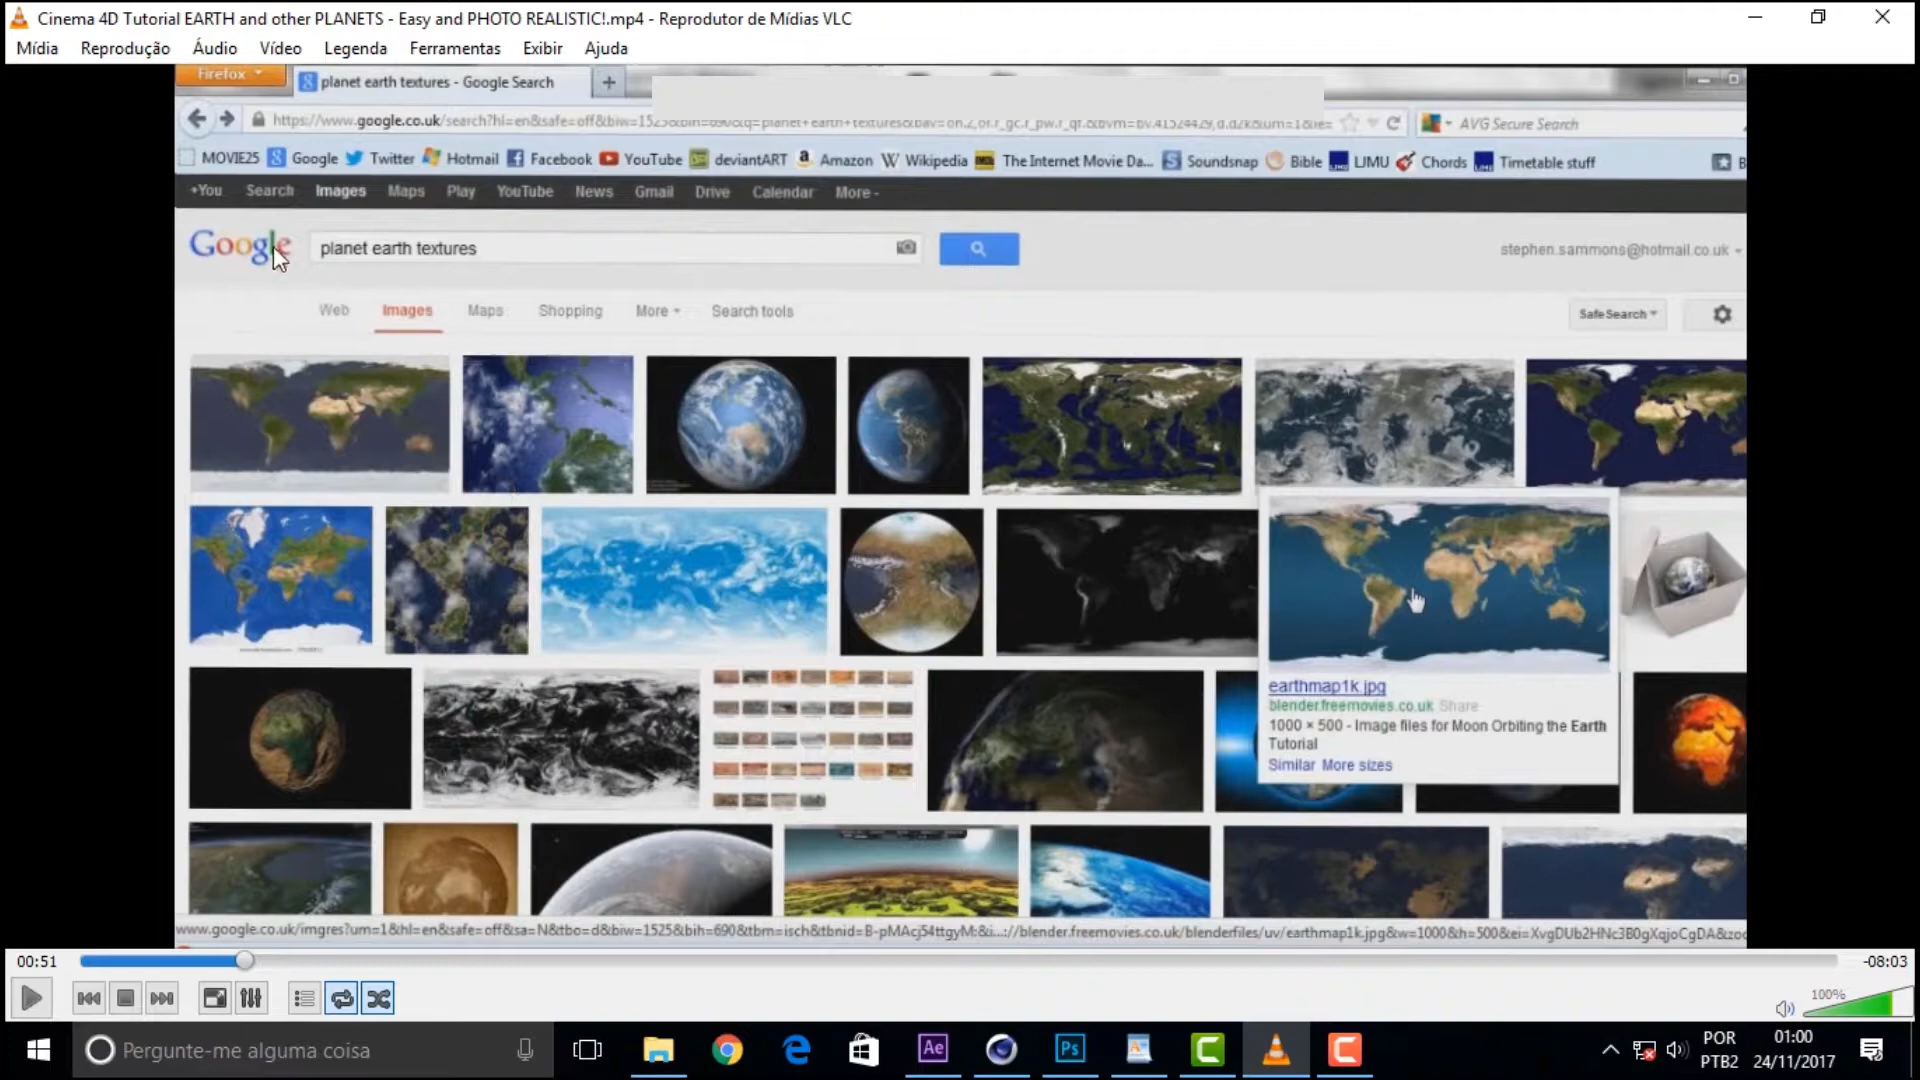 Cinema 4D Tutorial EARTH and other PLANETS - Easy and PHOTO REALISTIC!.mp4 - Reprodutor de Mídias VLC
Mídia Reprodução Áudio Vídeo Legenda Ferramentas Exibir Ajuda
Firefox
planet earth textures - Google Search
AVG Secure Search
MOVIE25 Google Twitter Hotmail Facebook YouTube deviantART Amazon Wikipedia The Internet Movie Da... Soundsnap Bible LJMU Chords Timetable stuff
+You Search Images Maps Play YouTube News Gmail Drive Calendar More
Google planet earth textures stephen.sammons@hotmail.co.uk
Web Images Maps Shopping More Search tools SafeSearch
earthmap1k.jpg
blender.freemovies.co.uk Share
1000 × 500 - Image files for Moon Orbiting the Earth
Tutorial
Similar More sizes
00:51 -08:03
100%
Pergunte-me alguma coisa
Ae
Ps
POR
PTB2
01:00
24/11/2017